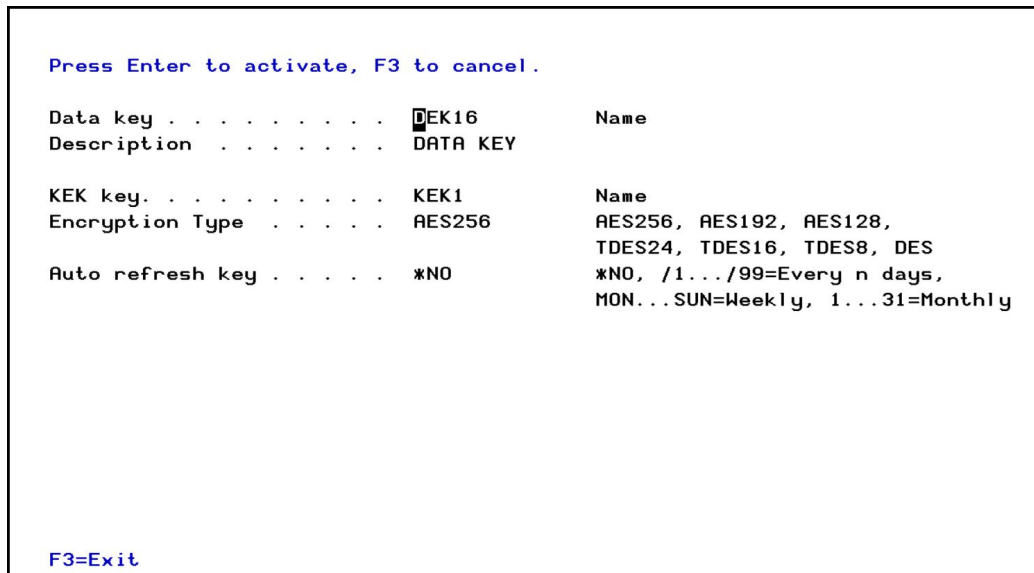 Press Enter to activate, F3 to cancel.
Data key . . . . . . . . . DEK16 Name
Description . . . . . . . DATA KEY
KEK key. . . . . . . . . . KEK1 Name
Encryption Type . . . . . AES256 AES256, AES192, AES128,
TDES24, TDES16, TDES8, DES
Auto refresh key . . . . . *NO *NO, /1.../99=Every n days,
MON...SUN=Weekly, 1...31=Monthly
F3=Exit